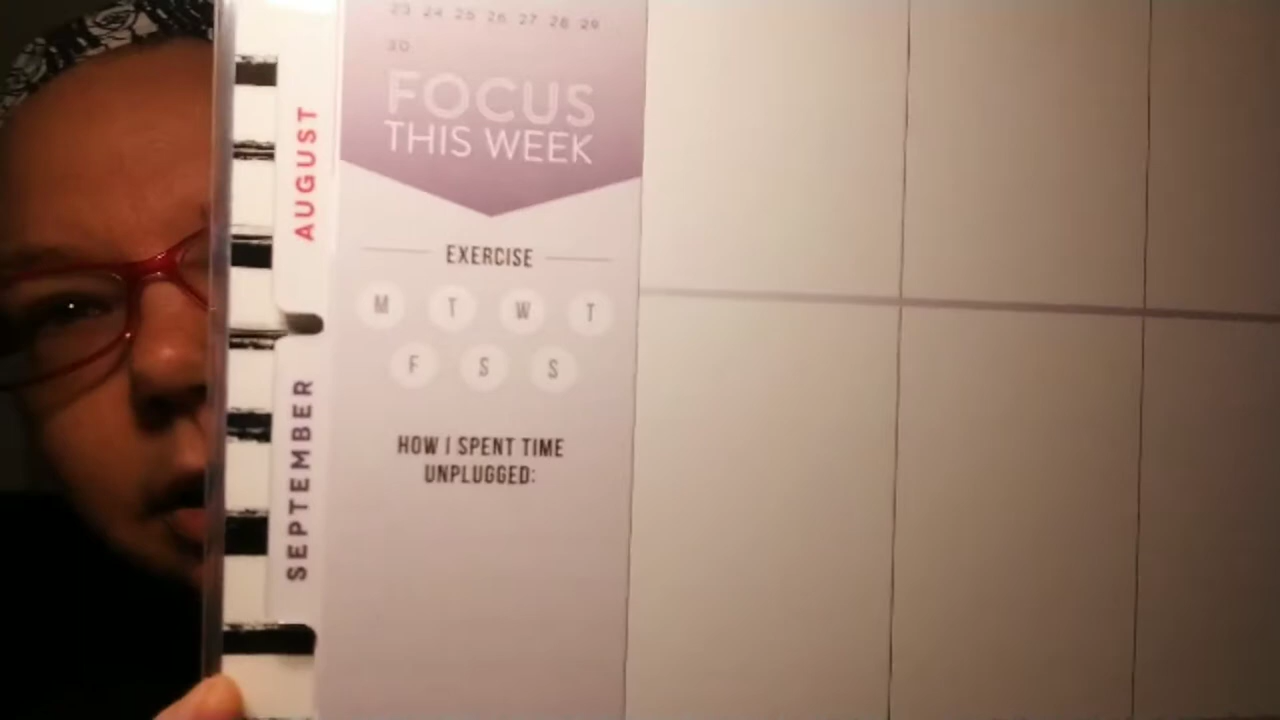 23 24 25 26 27 28 29
30
FOCUS
THIS WEEK
AUGUST
EXERCISE
M T W T
F S S
SEPTEMBER
HOW I SPENT TIME
UNPLUGGED: